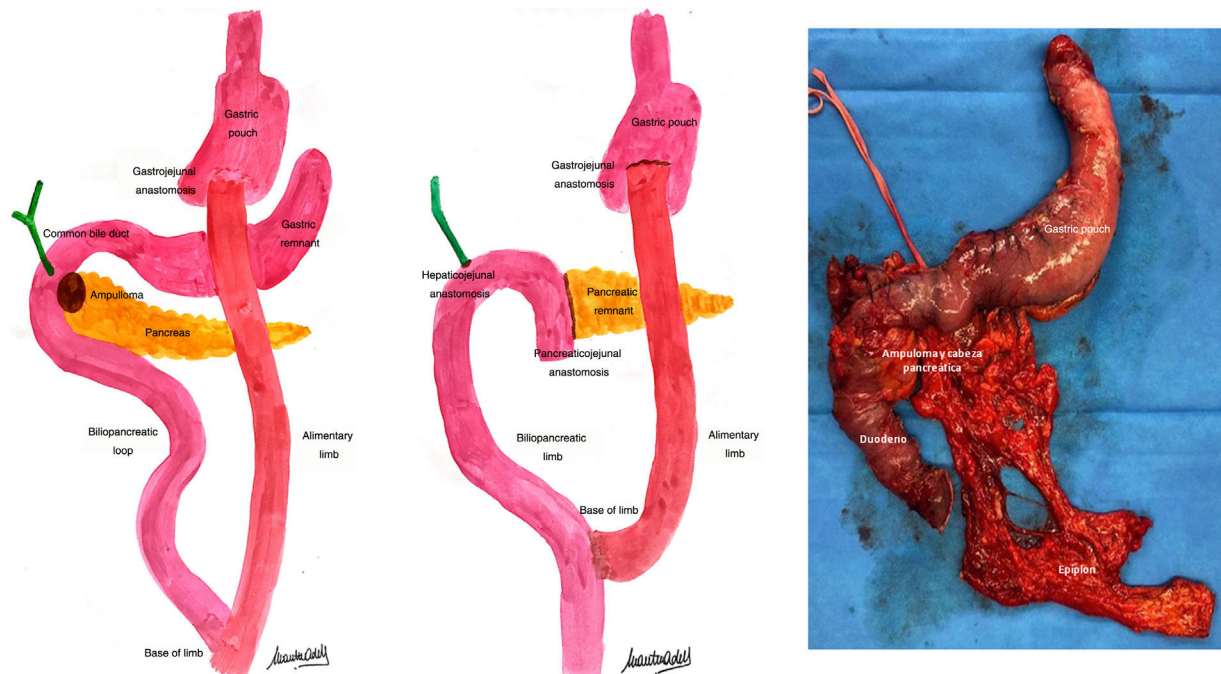 Gastric
pouch
Gastrojejunal
anastomosis
Gastric
remnant
Common bile duct
Ampulloma
Pancreas
Biliopancreatic
loop
Alimentary
limb
Base of limb
Gastric pouch
Gastrojejunal
anastomosis
Hepaticojejunal
anastomosis
Pancreatic
remnant
Pancreaticojejunal
anastomosis
Biliopancreatic
limb
Alimentary
limb
Base of limb
Gastric pouch
Ampuloma y cabeza
pancreática
Duodeno
Epíplon